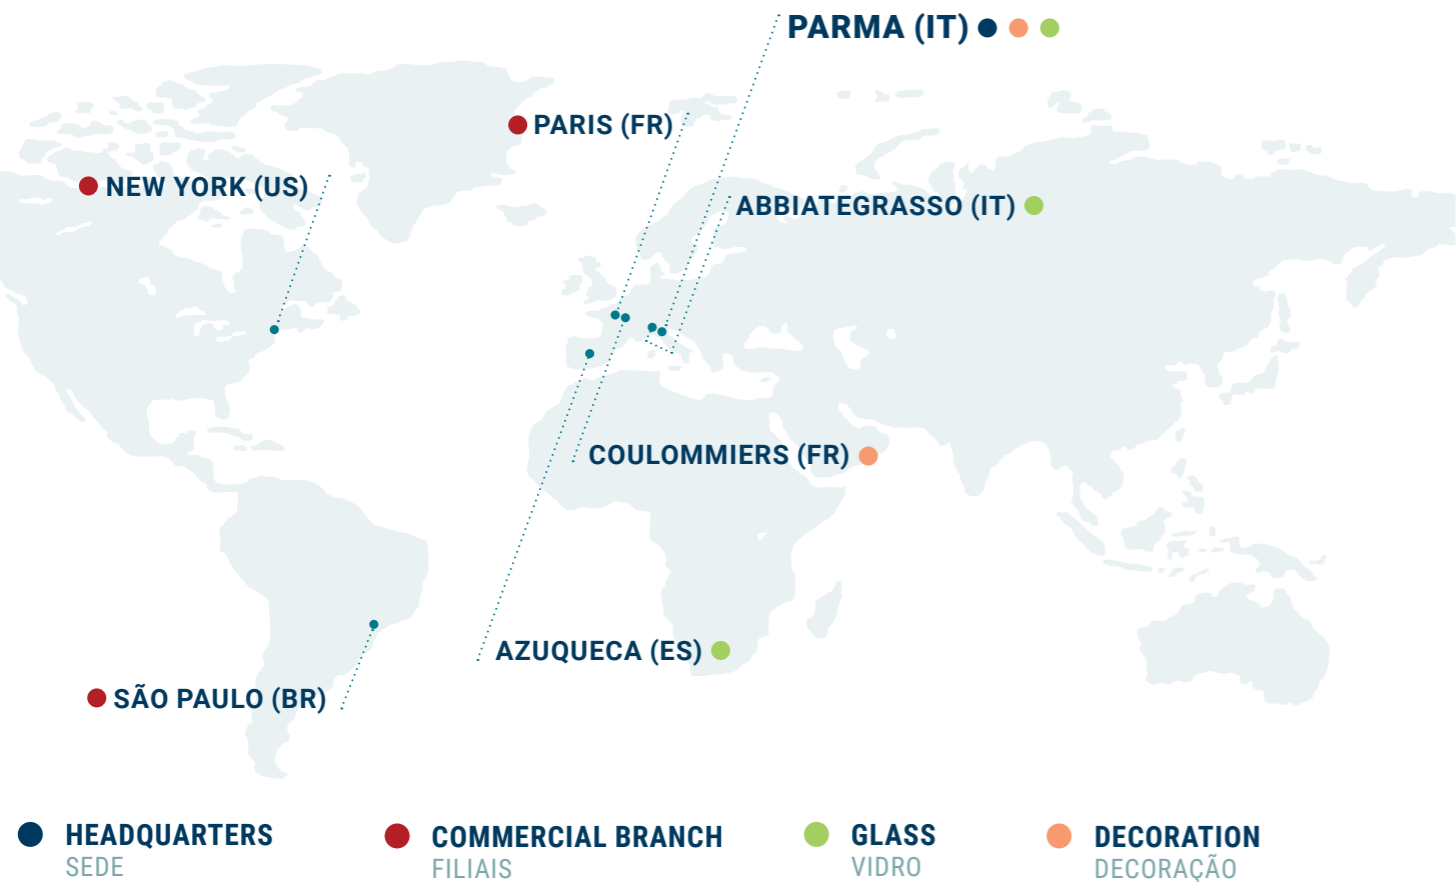 PARMA (IT)
PARIS (FR)
NEW YORK (US)
ABBIATEGRASSO (IT)
COULOMMIERS (FR)
AZUQUECA (ES)
SÃO PAULO (BR)
HEADQUARTERS
SEDE
COMMERCIAL BRANCH
FILIAIS
GLASS
VIDRO
DECORATION
DECORAÇÃO